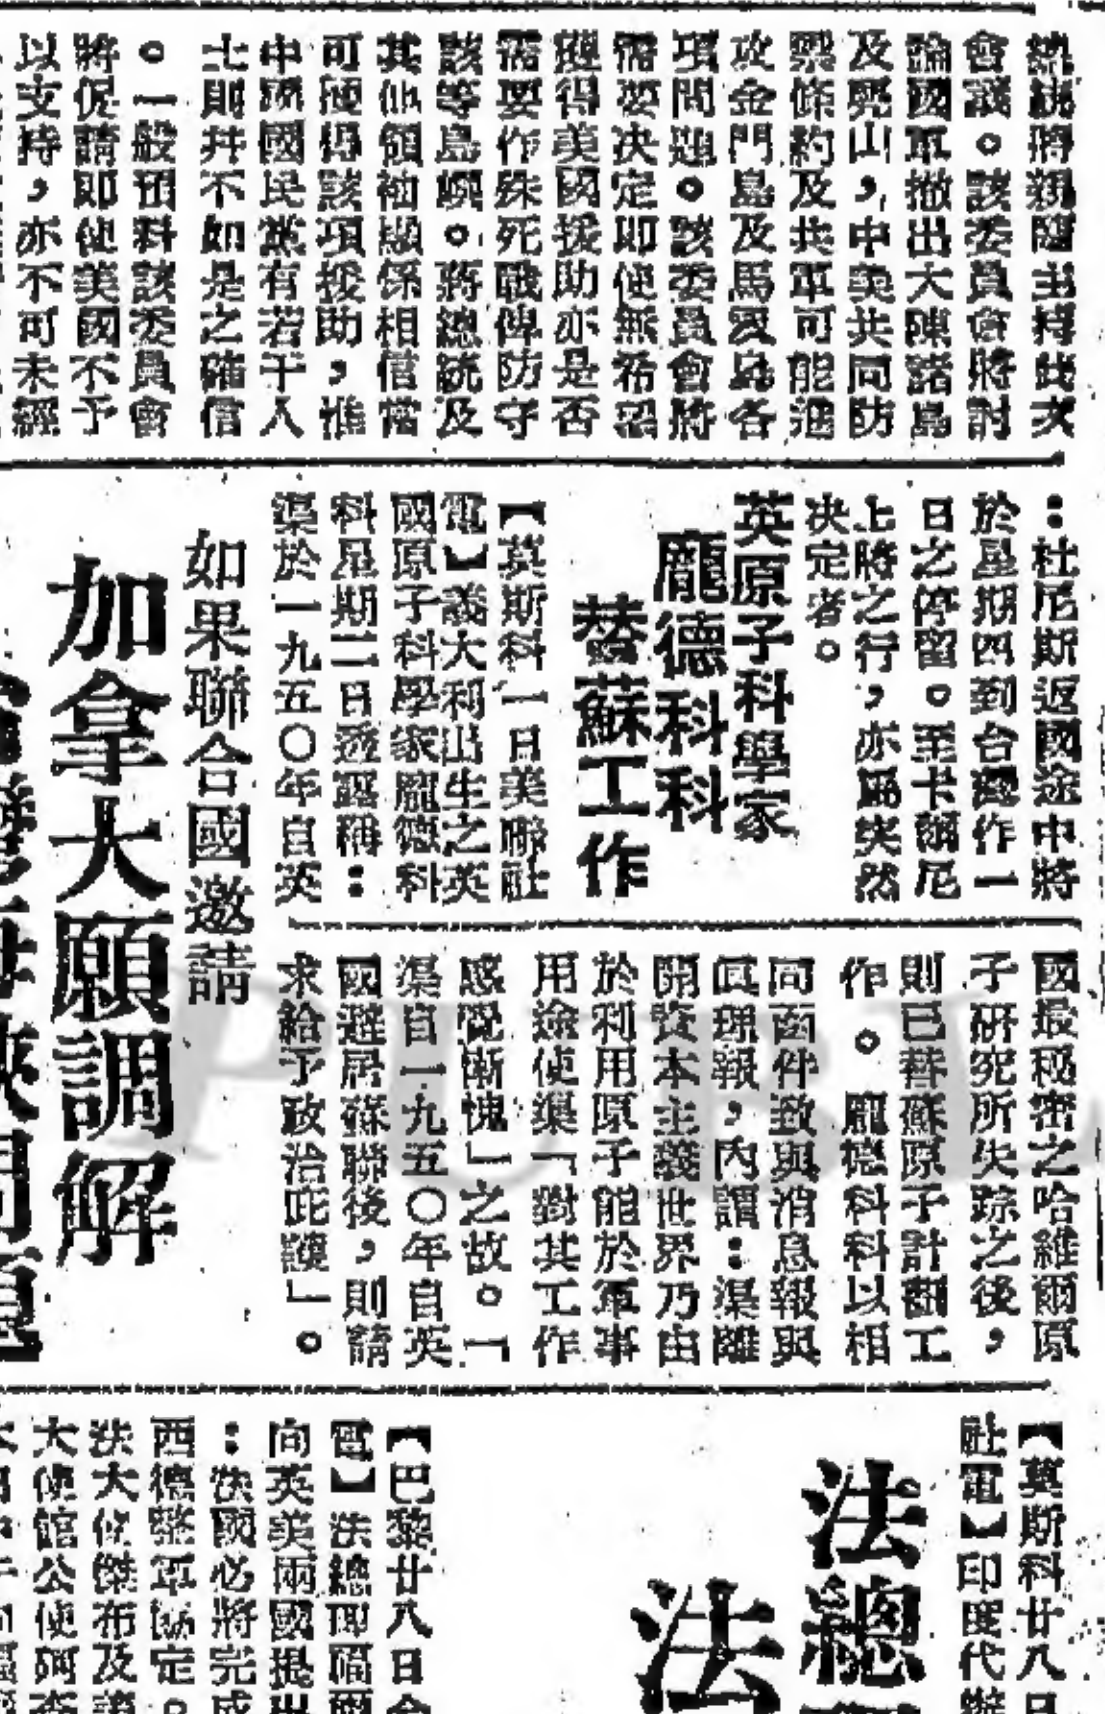 統將親隨主持此次
會議。該委員會將討
論國軍撤出大陳諸島
及兇山,中美共同防
禦條約及共軍可能進
攻金門島及馬祖島各
項問題。該委員會將
需要决定即使無希望
獲得美國援助亦是否
需要作殊死戰俾防守
該等島嶼。蔣總統及
其他領袖顯係相信當
可獲得該項援助,惟
中國國民黨有若干人
士則幷不如是之確信
。一般預料該委員會
將促請即使美國不予
以支持,亦不可未經
:杜尼斯返國途中將
於星期四到台灣作一
日之停留。至卡爾尼
上將之行,亦爲突然
决定者。
英原子科學家
龐德科科
替蘇工作
【莫斯科一日美聯社
電】義大利出生之英
國原子科學家龐德科
科星期二日透露稱:
渠於一九五〇年自英
國最秘密之哈維爾原
子研究所失踪之後,
則已替蘇原子計劃工
作。龐德科科以相
同函件致與消息報與
眞理報,內謂:渠離
開資本主義世界乃由
於利用原子能於軍事
用途使渠「對其工作
感覺慚愧」之故。「
渠自一九五〇年自英
國避居蘇聯後,則請
求給予政治庇護」。
如果聯合國邀請
加拿大願調解
【莫斯科廿八日
社電】印度代辦
法總
法
【巴黎廿八日合
電】法總理福爾
向英美兩國提出
:法國必將完成
西德整軍協定。
法大使傑布及議
大使館公使